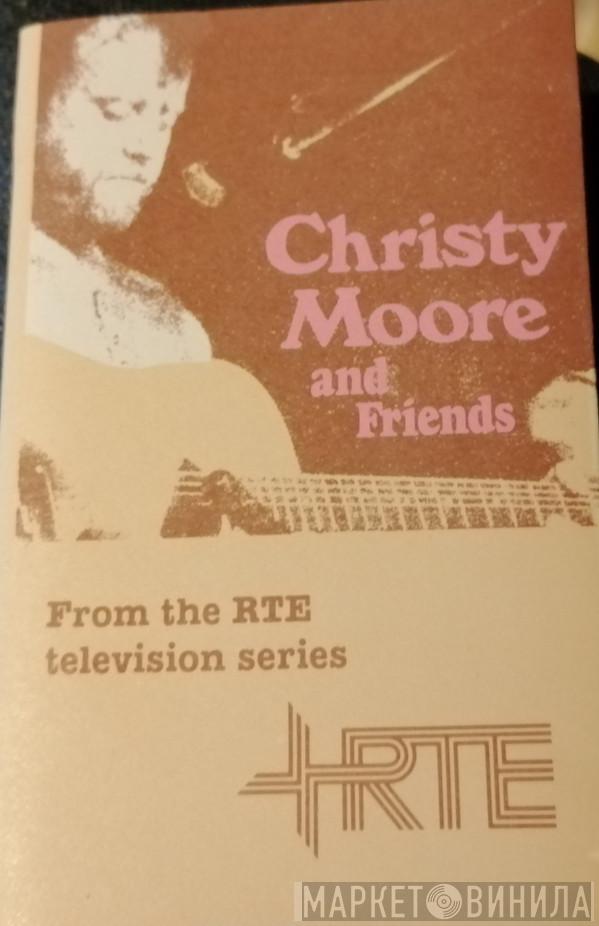 Christy
Moore
and
Friends
From the RTE
television series
RTE
МАРКЕТ ВИНИЛА